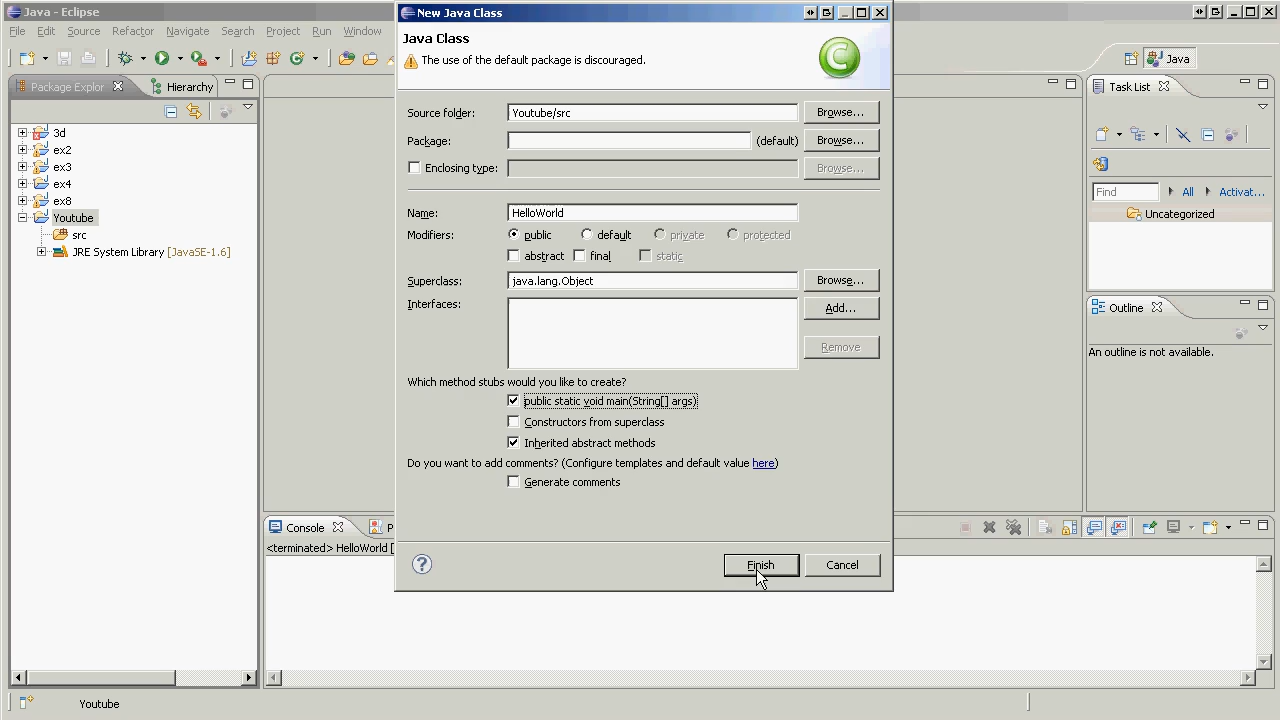 Java - Eclipse
New Java Class
File Edit Source Refactor Navigate Search Project Run Window
Java Class
The use of the default package is discouraged.
Java
Package Explor
Hierarchy
Task List
Source folder: Youtube/src Browse...
Package: (default) Browse...
Enclosing type: Browse...
3d
ex2
ex3
ex4
ex8
Youtube
src
JRE System Library [JavaSE-1.6]
Name: HelloWorld
Modifiers: public default private protected
abstract final static
Superclass: java.lang.Object Browse...
Interfaces: Add...
Remove
Which method stubs would you like to create?
public static void main(String[] args)
Constructors from superclass
Inherited abstract methods
Do you want to add comments? (Configure templates and default value here)
Generate comments
Finish Cancel
Find All Activat...
Uncategorized
Outline
An outline is not available.
Console P
<terminated> HelloWorld [
Youtube